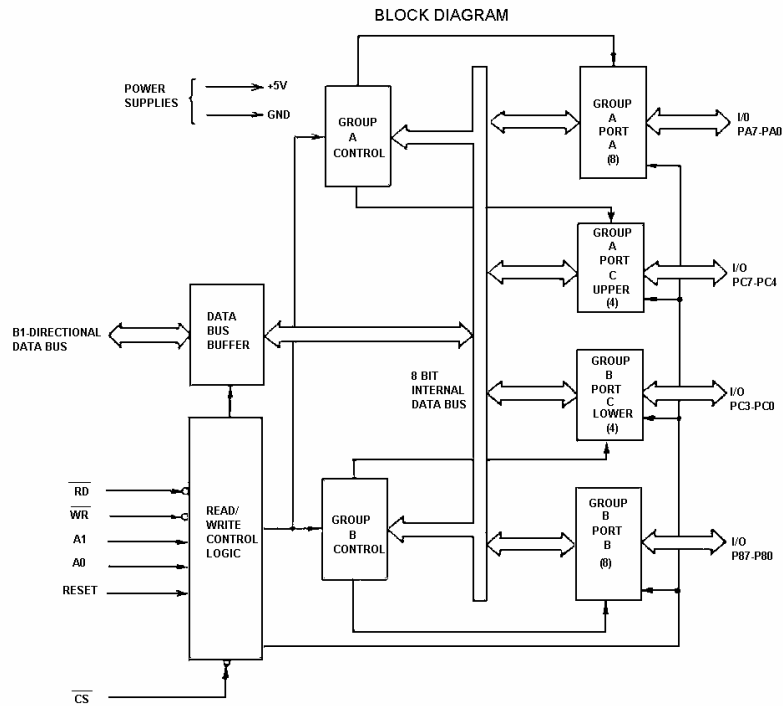 BLOCK DIAGRAM
POWER
SUPPLIES
+5V
GND
GROUP
A
CONTROL
GROUP
A
PORT
A
(8)
I/0
PA7-PA0
GROUP
A
PORT
C
UPPER
(4)
I/O
PC7-PC4
B1-DIRECTIONAL
DATA BUS
DATA
BUS
BUFFER
8 BIT
INTERNAL
DATA BUS
GROUP
B
PORT
C
LOWER
(4)
I/O
PC3-PC0
RD
WR
A1
A0
RESET
CS
READ/
WRITE
CONTROL
LOGIC
GROUP
B
CONTROL
GROUP
B
PORT
B
(8)
I/O
P87-P80